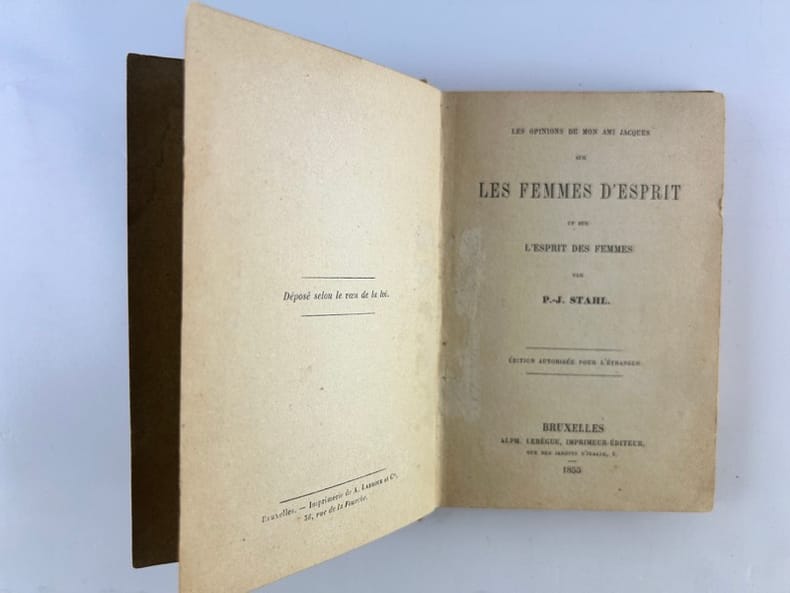 Déposé selon le vœu de la loi.
Bruxelles. — Imprimerie de A. Labroue et Cie,
36, rue de la Fourche.
LES OPINIONS DE MON AMI JACQUES
SUR
LES FEMMES D'ESPRIT
ET SUR
L'ESPRIT DES FEMMES
PAR
P.-J. STAHL.
ÉDITION AUTORISÉE POUR L'ÉTRANGER.
BRUXELLES
ALPH. LEBÈGUE, IMPRIMEUR-ÉDITEUR,
RUE DES JARDINS D'IDALIE, 1.
1855